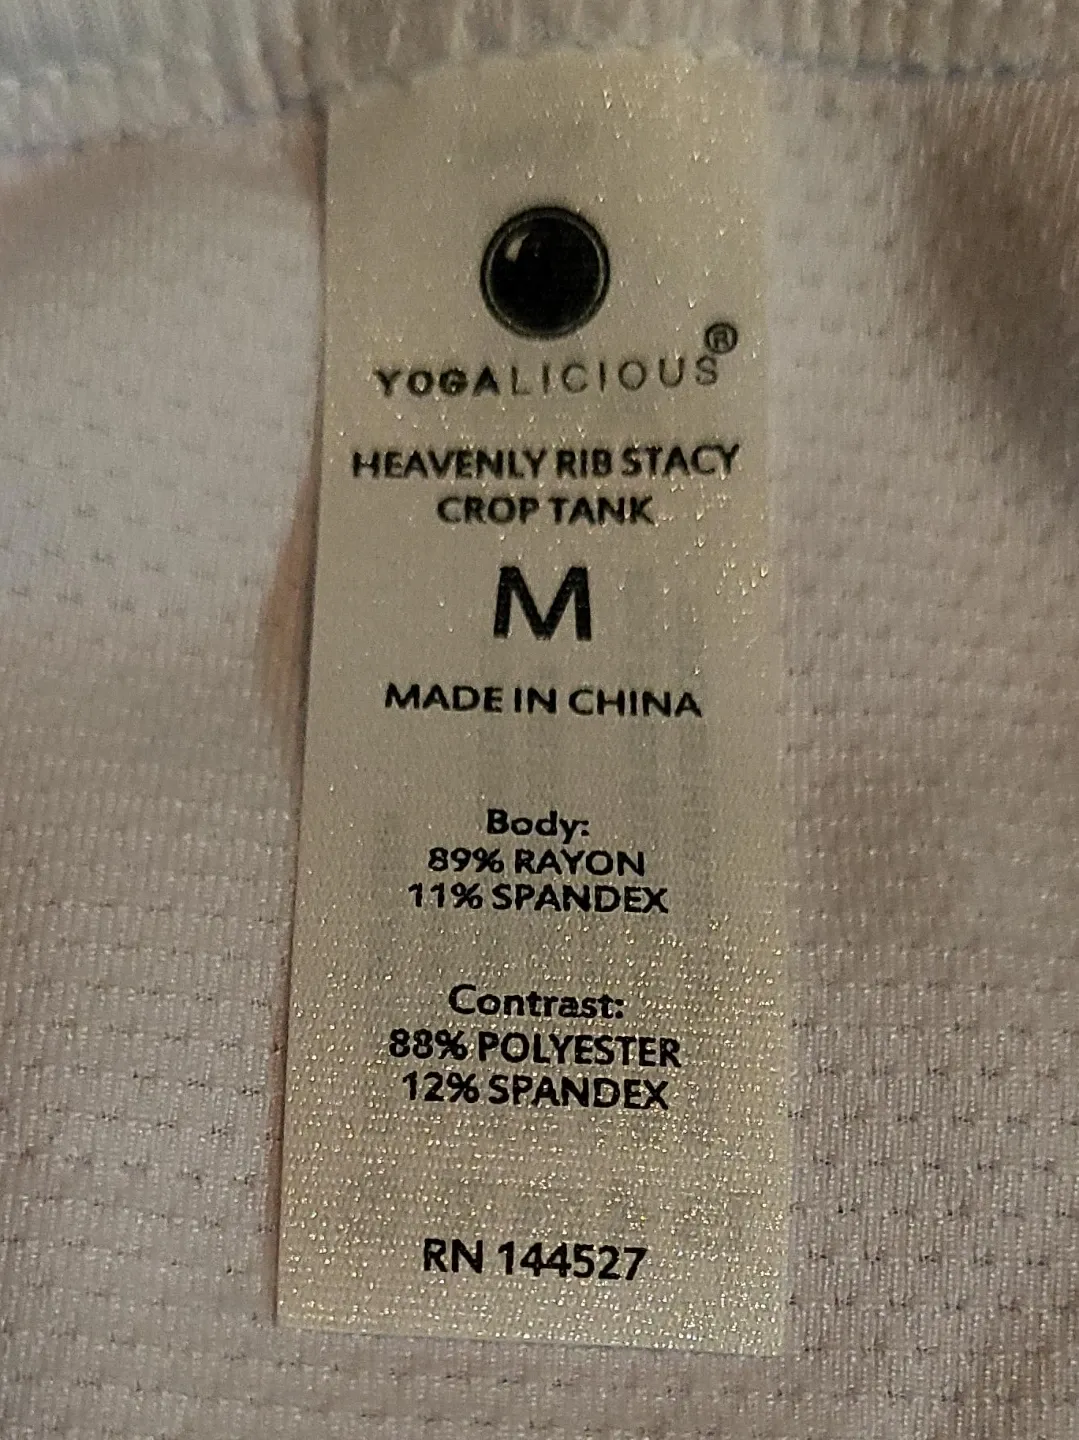 YOGALICIOUS®
HEAVENLY RIB STACY
CROP TANK
M
MADE IN CHINA
Body:
89% RAYON
11% SPANDEX
Contrast:
88% POLYESTER
12% SPANDEX
RN 144527